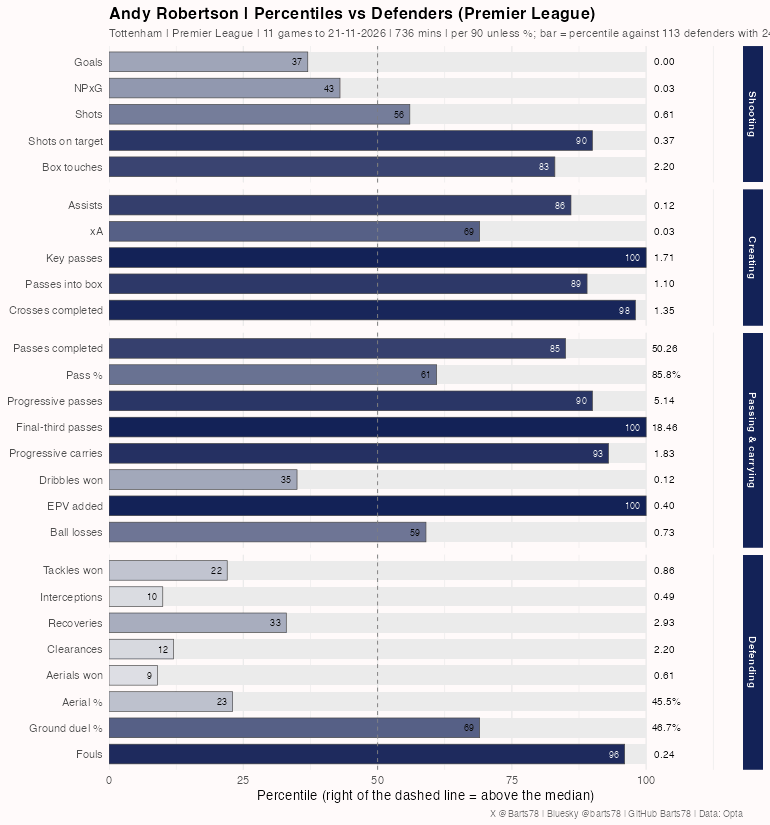 Andy Robertson | Percentiles vs Defenders (Premier League)
Tottenham | Premier League | 11 games to 21-11-2026 | 736 mins | per 90 unless %; bar = percentile against 113 defenders with 24
Goals 37 0.00
NPxG 43 0.03
Shots 56 0.61
Shots on target 90 0.37
Box touches 83 2.20
Shooting
Assists 86 0.12
xA 69 0.03
Key passes 100 1.71
Passes into box 89 1.10
Crosses completed 98 1.35
Creating
Passes completed 85 50.26
Pass % 61 85.8%
Progressive passes 90 5.14
Final-third passes 100 18.46
Progressive carries 93 1.83
Dribbles won 35 0.12
EPV added 100 0.40
Ball losses 59 0.73
Passing & carrying
Tackles won 22 0.86
Interceptions 10 0.49
Recoveries 33 2.93
Clearances 12 2.20
Aerials won 9 0.61
Aerial % 23 45.5%
Ground duel % 69 46.7%
Fouls 96 0.24
Defending
0 25 50 75 100
Percentile (right of the dashed line = above the median)
X @Barts78 | Bluesky @barts78 | GitHub Barts78 | Data: Opta